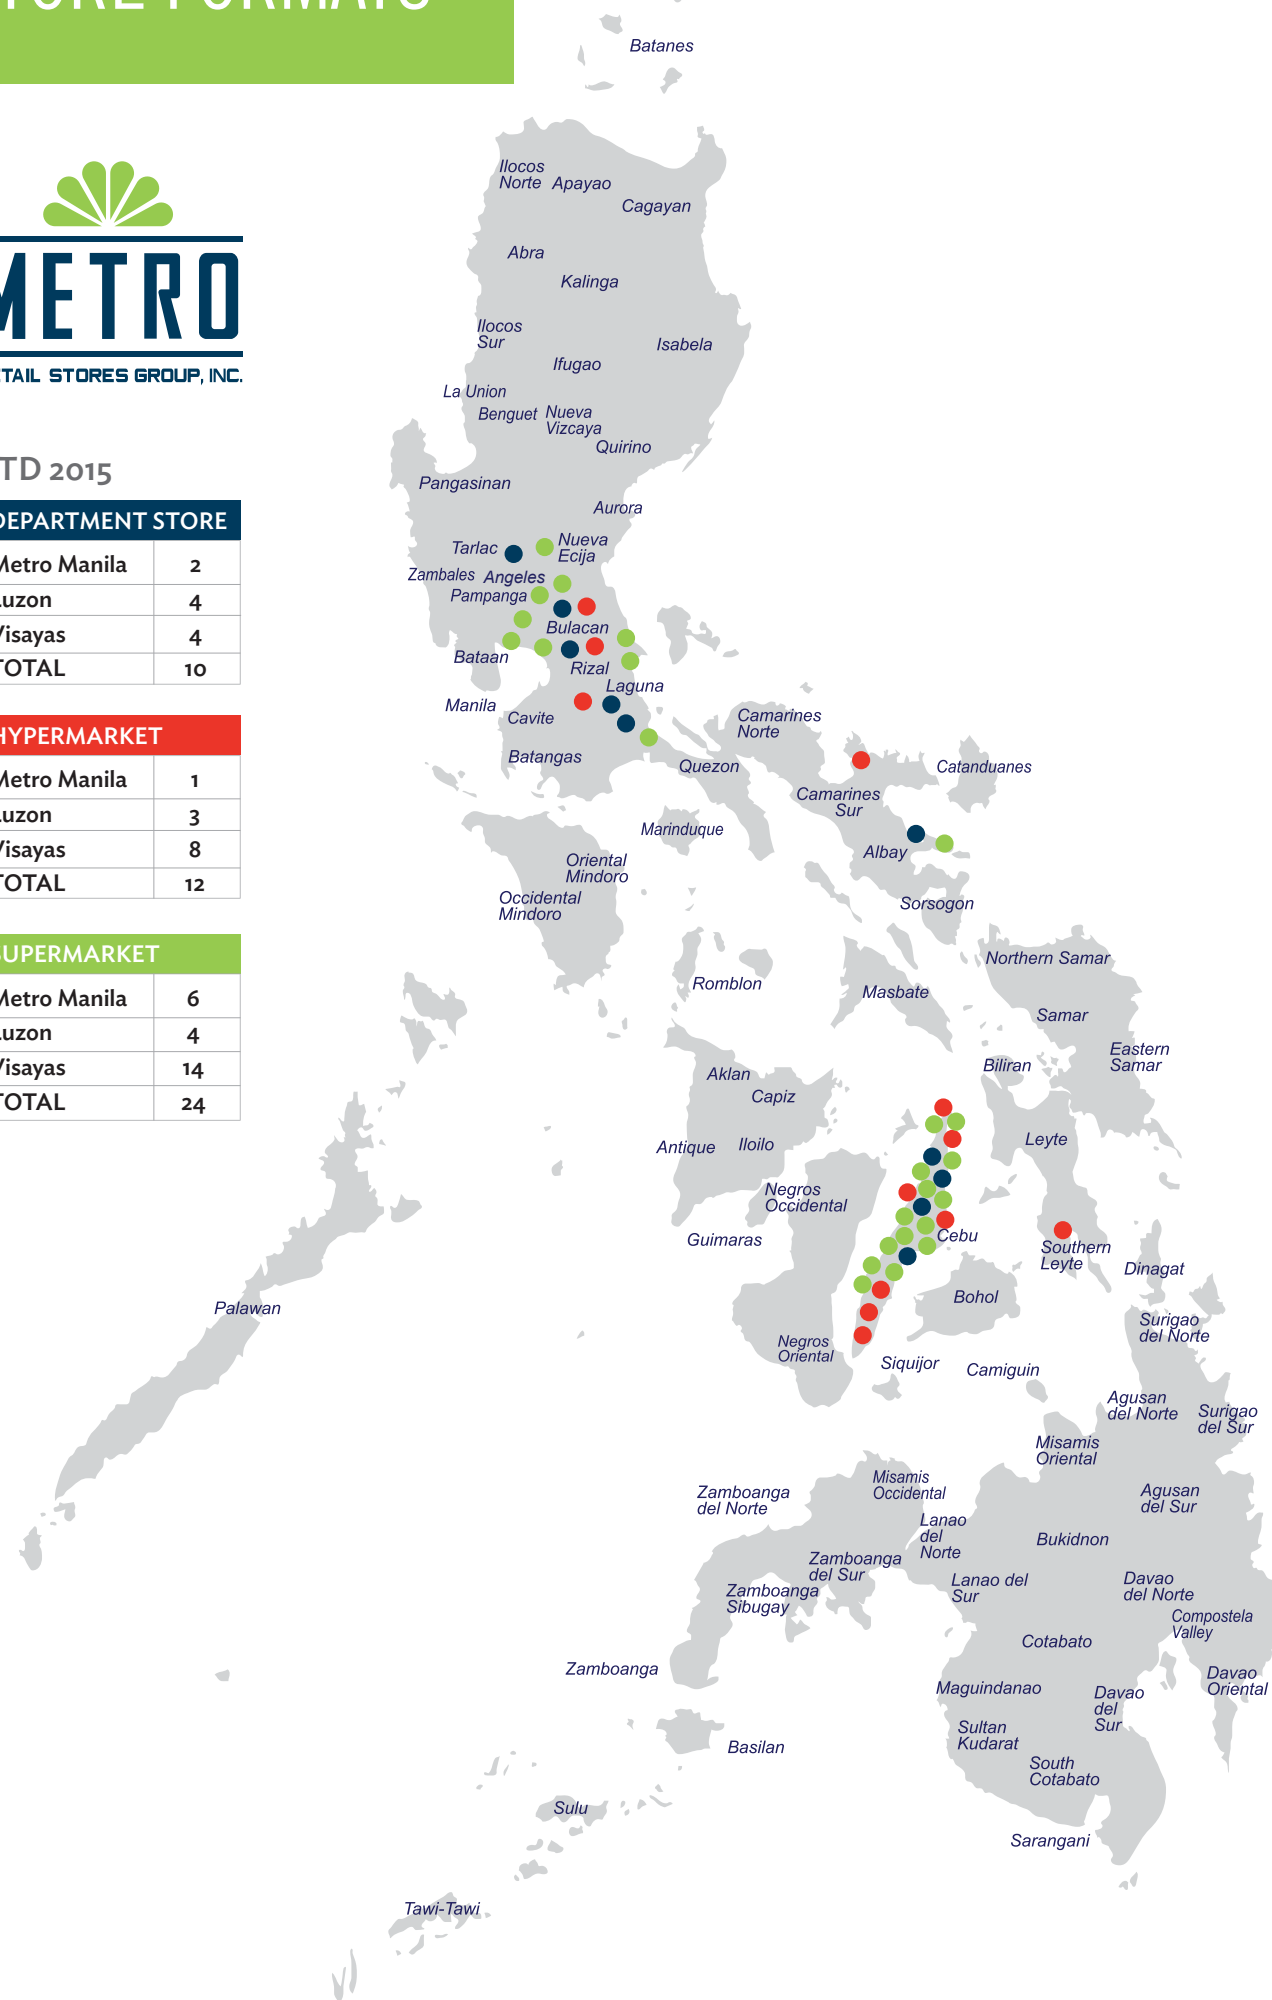 TORE FORMATS
METRO
TAIL STORES GROUP, INC.
TD 2015
DEPARTMENT STORE
Metro Manila 2
Luzon 4
Visayas 4
TOTAL 10
HYPERMARKET
Metro Manila 1
Luzon 3
Visayas 8
TOTAL 12
SUPERMARKET
Metro Manila 6
Luzon 4
Visayas 14
TOTAL 24
Batanes
Ilocos
Norte
Apayao
Cagayan
Abra
Kalinga
Ilocos
Sur
Isabela
Ifugao
La Union
Benguet
Nueva
Vizcaya
Quirino
Pangasinan
Aurora
Tarlac
Nueva
Ecija
Zambales
Angeles
Pampanga
Bulacan
Bataan
Rizal
Laguna
Manila
Cavite
Batangas
Quezon
Camarines
Norte
Catanduanes
Camarines
Sur
Marinduque
Albay
Oriental
Mindoro
Occidental
Mindoro
Sorsogon
Northern Samar
Romblon
Masbate
Samar
Eastern
Samar
Biliran
Aklan
Capiz
Antique
Iloilo
Leyte
Negros
Occidental
Guimaras
Cebu
Southern
Leyte
Dinagat
Bohol
Palawan
Surigao
del Norte
Negros
Oriental
Siquijor
Camiguin
Agusan
del Norte
Surigao
del Sur
Misamis
Oriental
Misamis
Occidental
Zamboanga
del Norte
Agusan
del Sur
Lanao
del
Norte
Bukidnon
Zamboanga
del Sur
Lanao del
Sur
Davao
del Norte
Zamboanga
Sibugay
Compostela
Valley
Cotabato
Zamboanga
Maguindanao
Davao
del
Sur
Davao
Oriental
Sultan
Kudarat
Basilan
South
Cotabato
Sulu
Sarangani
Tawi-Tawi